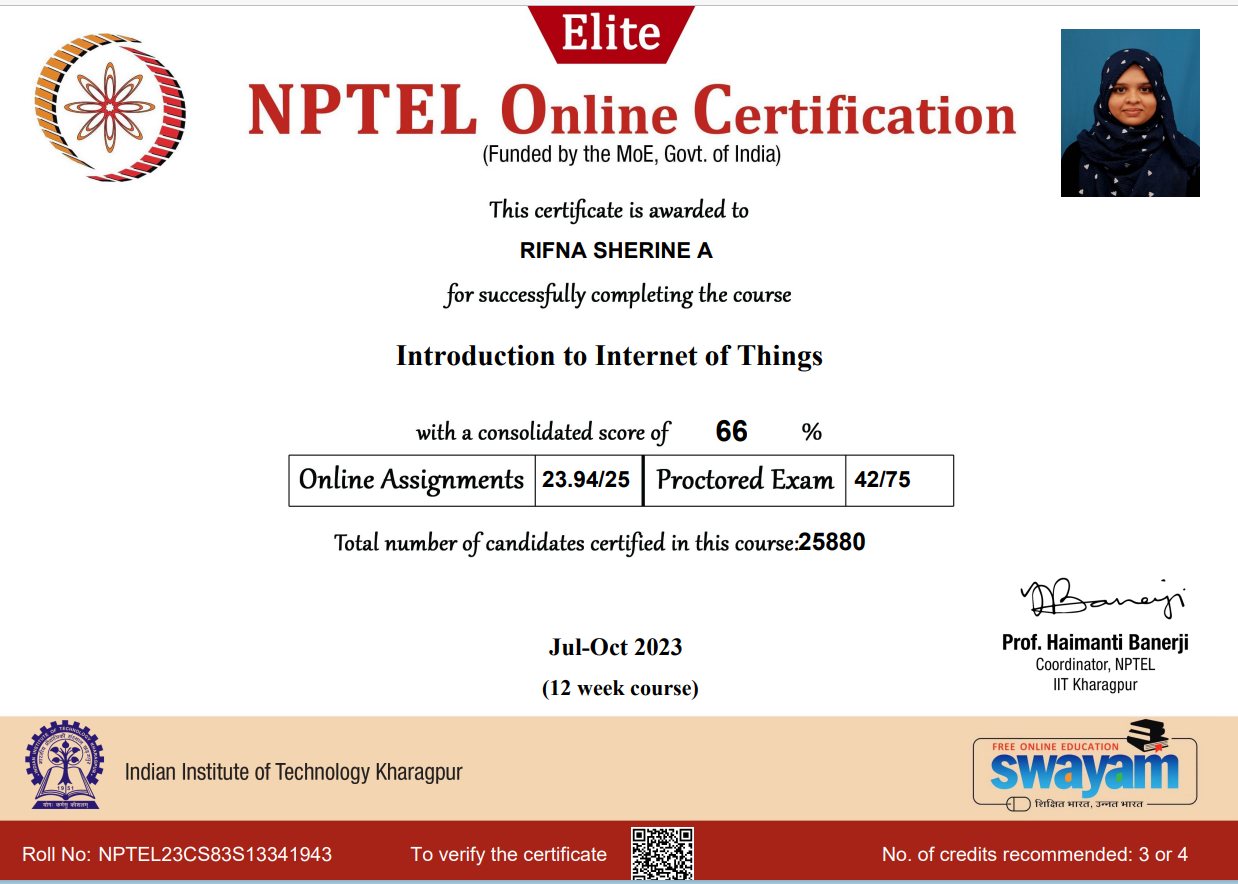 Elite
NPTEL Online Certification
(Funded by the MoE, Govt. of India)
This certificate is awarded to
RIFNA SHERINE A
for successfully completing the course
Introduction to Internet of Things
with a consolidated score of 66 %
Online Assignments 23.94/25 Proctored Exam 42/75
Total number of candidates certified in this course:25880
Jul-Oct 2023
(12 week course)
Prof. Haimanti Banerji
Coordinator, NPTEL
IIT Kharagpur
Indian Institute of Technology Kharagpur
1951
योगः कर्मसु कौशलम्
FREE ONLINE EDUCATION
swayam
शिक्षित भारत, उन्नत भारत
Roll No: NPTEL23CS83S13341943 To verify the certificate No. of credits recommended: 3 or 4